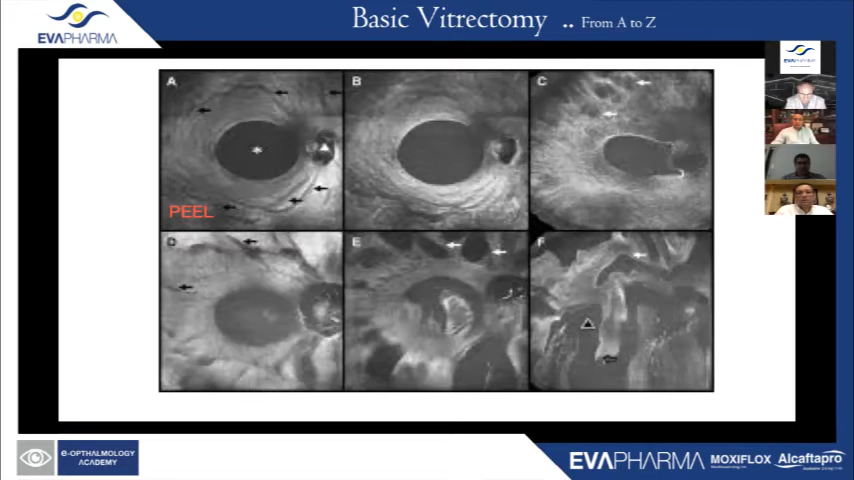 EVAPHARMA
Basic Vitrectomy .. From A to Z
A
B
C
PEEL
D
E
F
e-OPTHALMOLOGY
ACADEMY
EVAPHARMA MOXIFLOX Alcaftapro